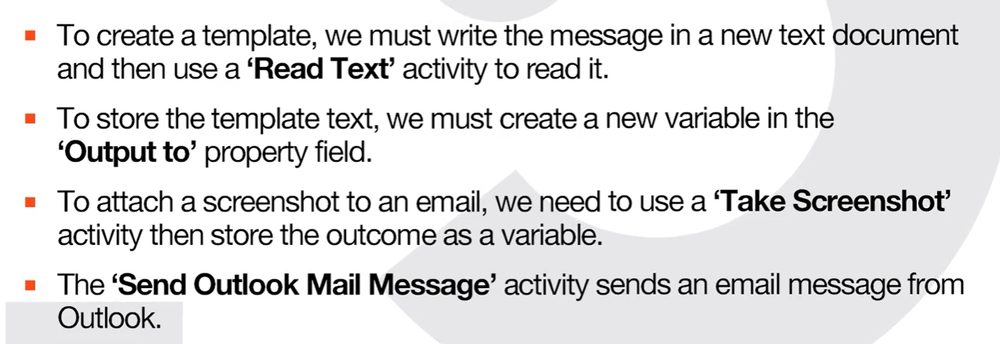 To create a template, we must write the message in a new text document
and then use a ‘Read Text’ activity to read it.
To store the template text, we must create a new variable in the
‘Output to’ property field.
To attach a screenshot to an email, we need to use a ‘Take Screenshot’
activity then store the outcome as a variable.
The ‘Send Outlook Mail Message’ activity sends an email message from
Outlook.